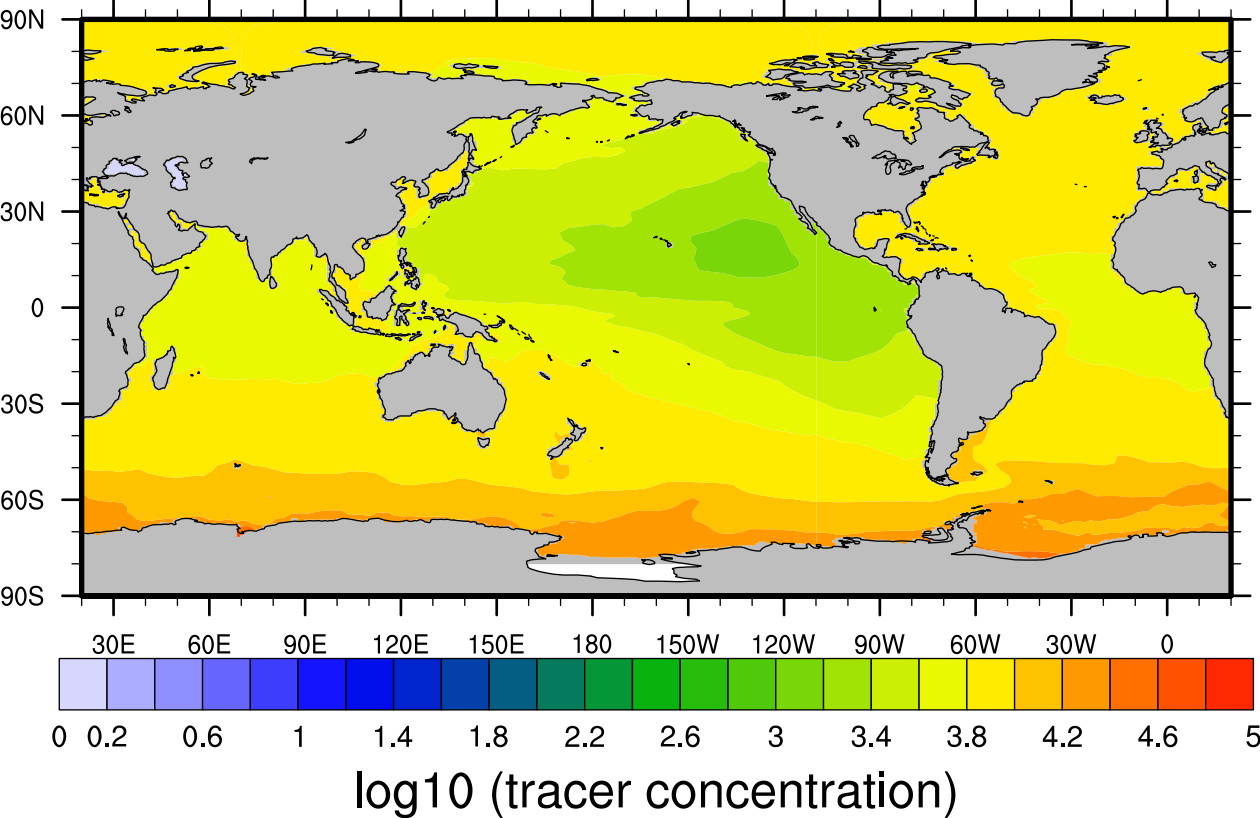 90N
60N
30N
0
30S
60S
90S
30E 60E 90E 120E 150E 180 150W 120W 90W 60W 30W 0
0 0.2 0.6 1 1.4 1.8 2.2 2.6 3 3.4 3.8 4.2 4.6 5
log10 (tracer concentration)